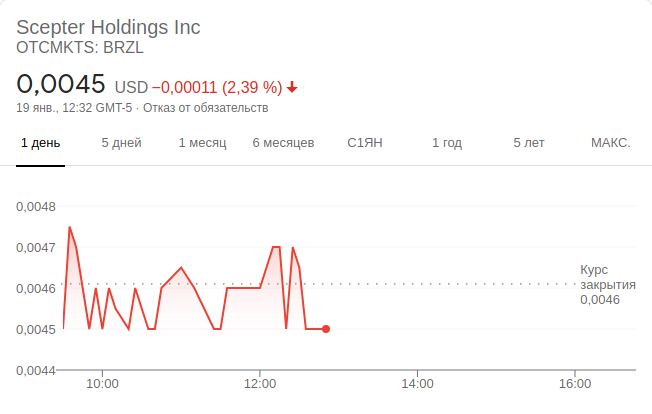 Scepter Holdings Inc
OTCMKTS: BRZL
0,0045 USD −0,00011 (2,39 %)
19 янв., 12:32 GMT-5 · Отказ от обязательств
1 день 5 дней 1 месяц 6 месяцев С1ЯН 1 год 5 лет МАКС.
0,0048
0,0047
0,0046
0,0045
0,0044
Курс
закрытия
0,0046
10:00 12:00 14:00 16:00